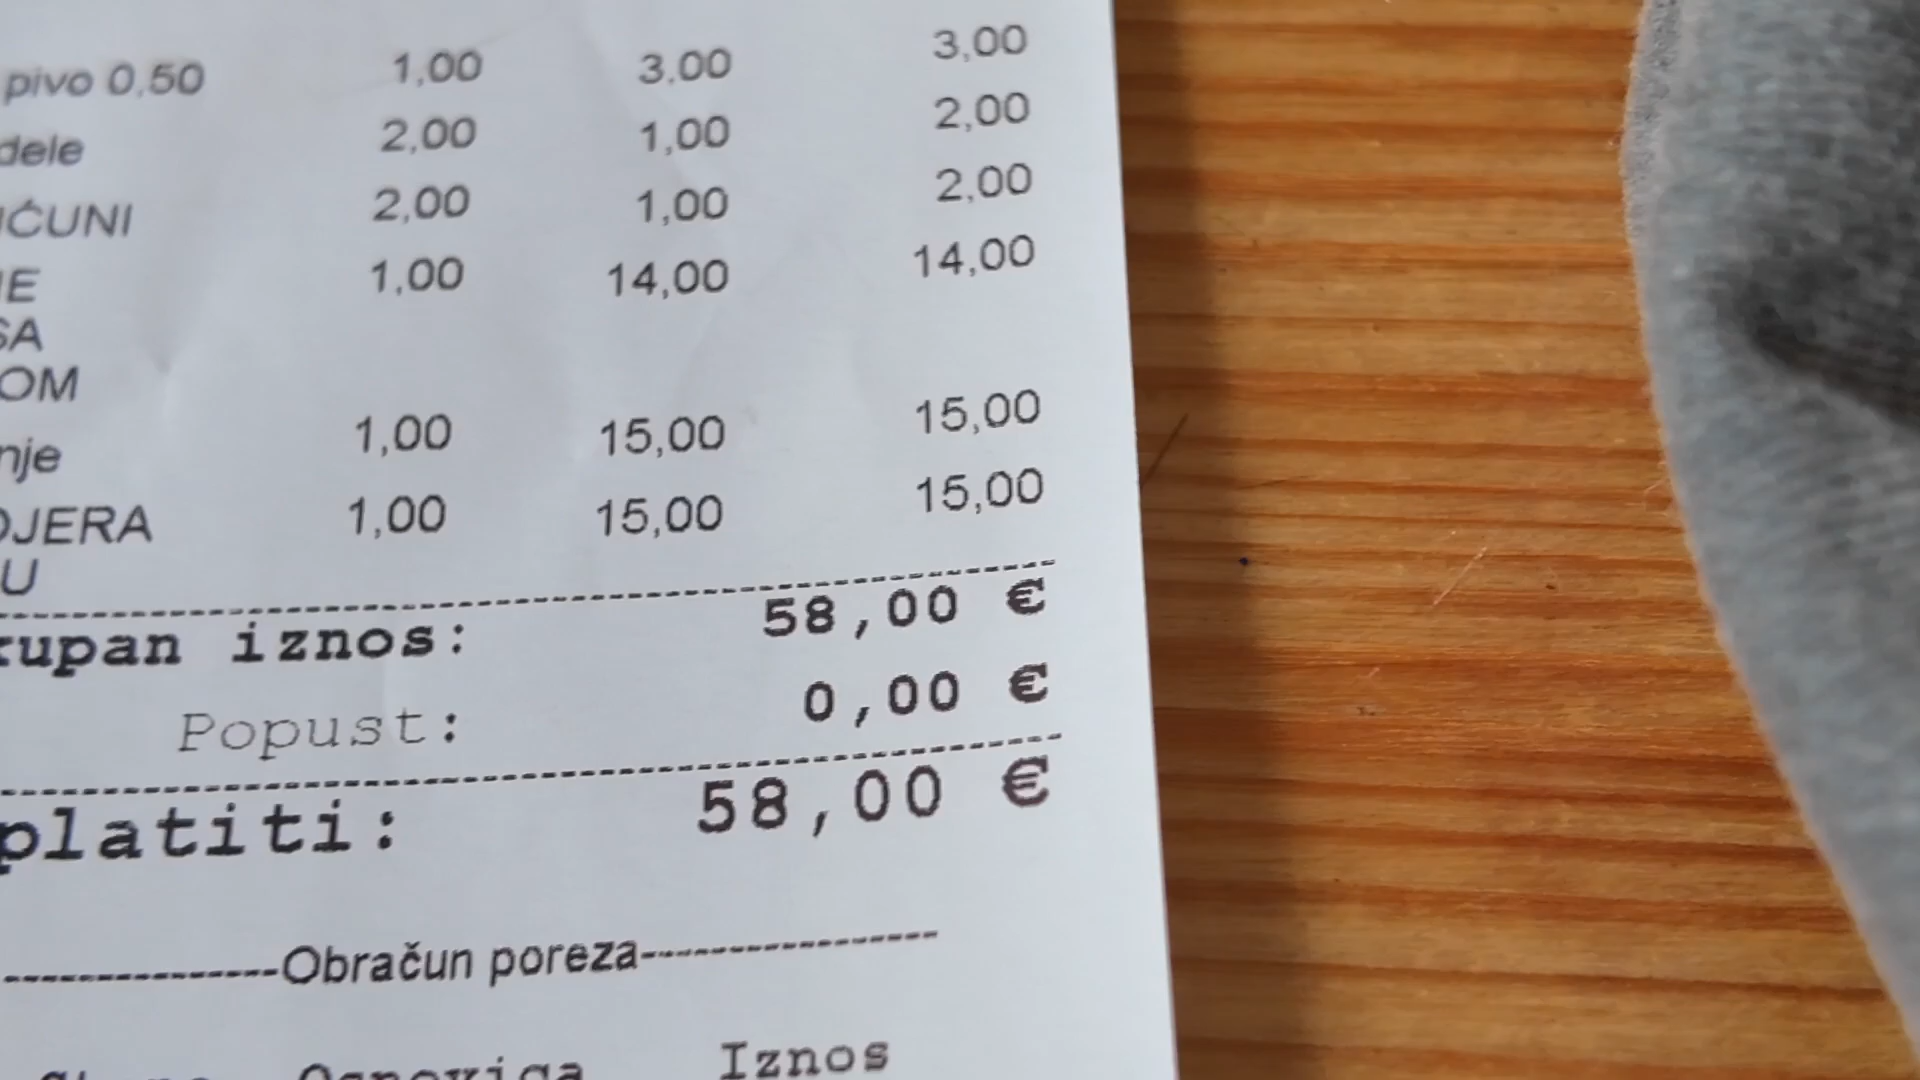 pivo 0,50 1,00 3,00 3,00
dele 2,00 1,00 2,00
ĆUNI 2,00 1,00 2,00
E 1,00 14,00 14,00
SA
OM
nje 1,00 15,00 15,00
DJERA 1,00 15,00 15,00
U
kupan iznos: 58,00 €
Popust: 0,00 €
platiti: 58,00 €
Obračun poreza
Iznos